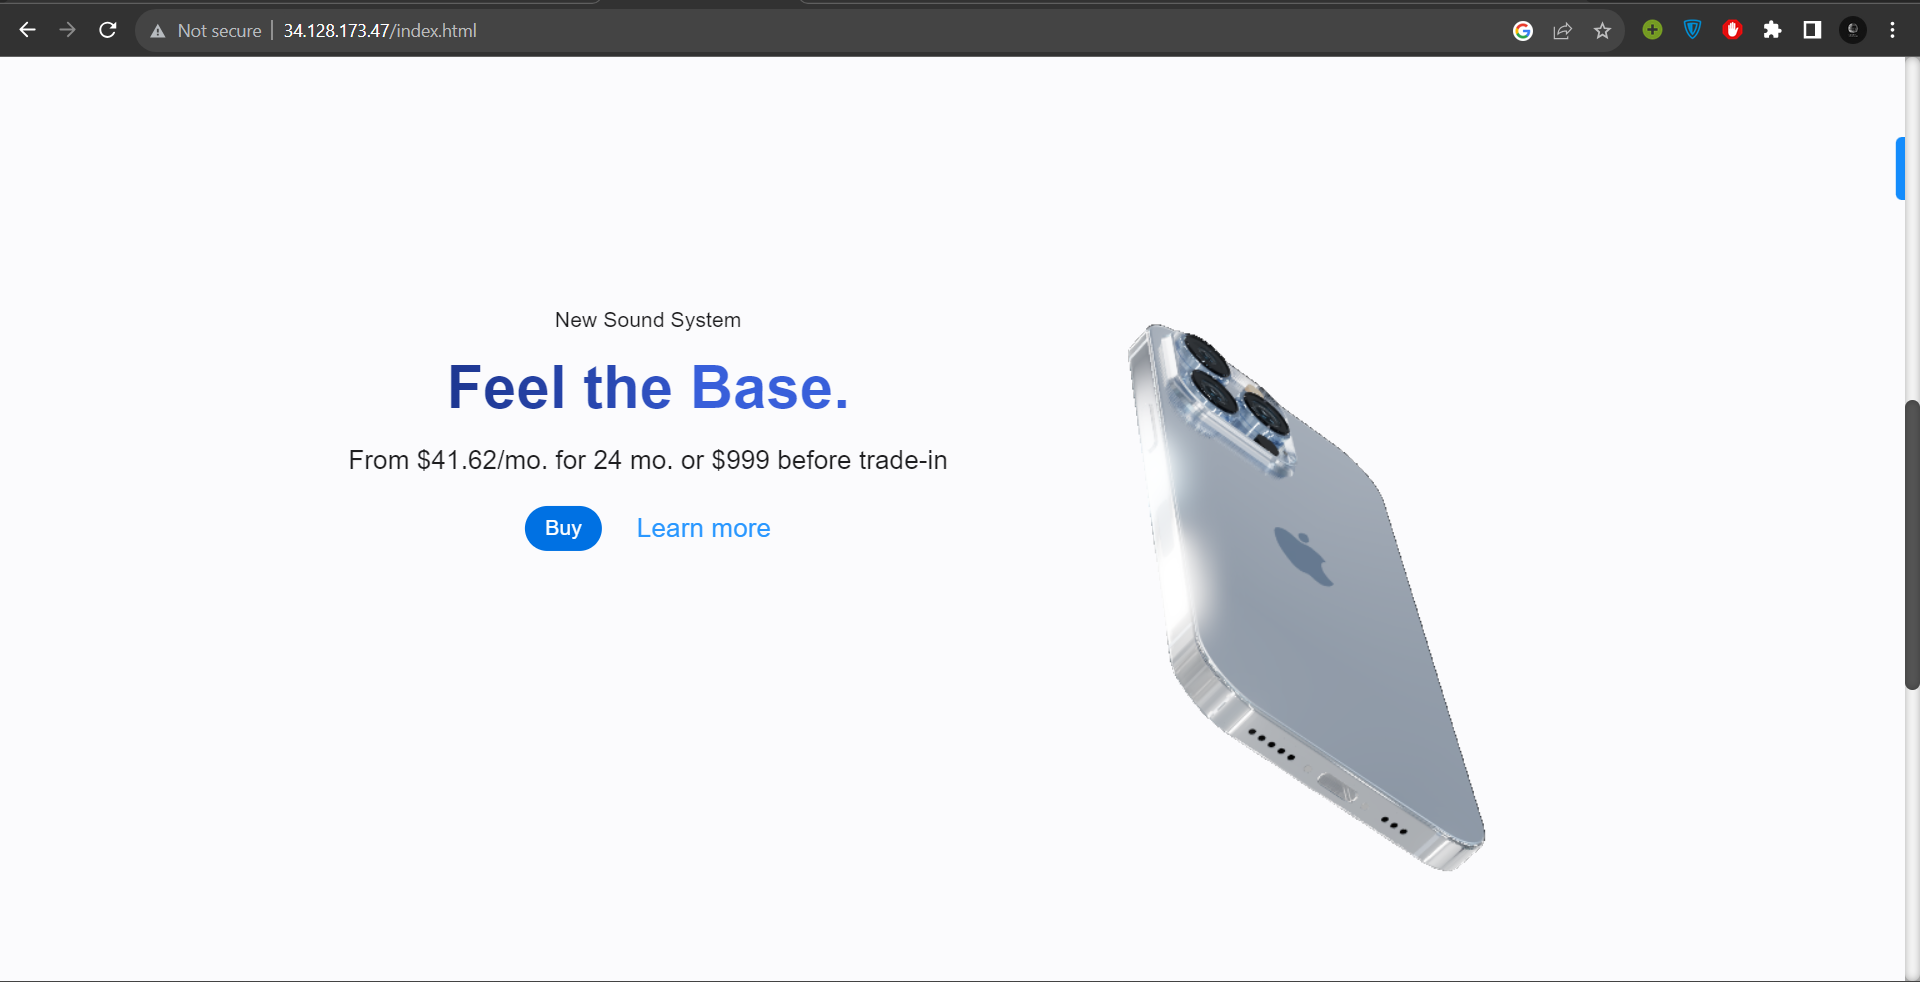 Not secure 34.128.173.47/index.html
New Sound System
Feel the Base.
From $41.62/mo. for 24 mo. or $999 before trade-in
Buy Learn more